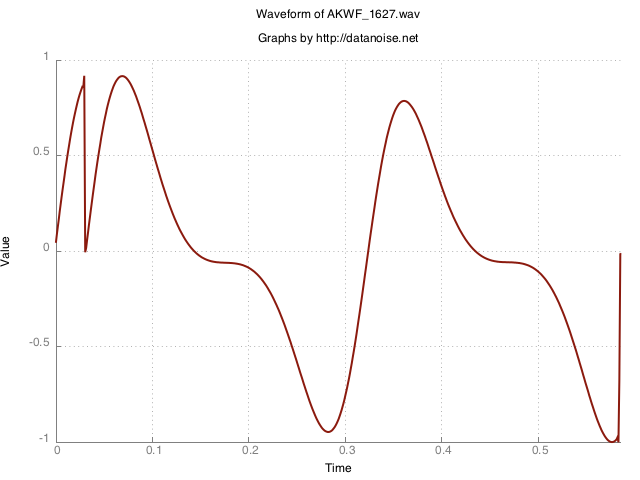 Waveform of AKWF_1627.wav
Graphs by http://datanoise.net
1
0.5
0
-0.5
-1
Value
0 0.1 0.2 0.3 0.4 0.5
Time